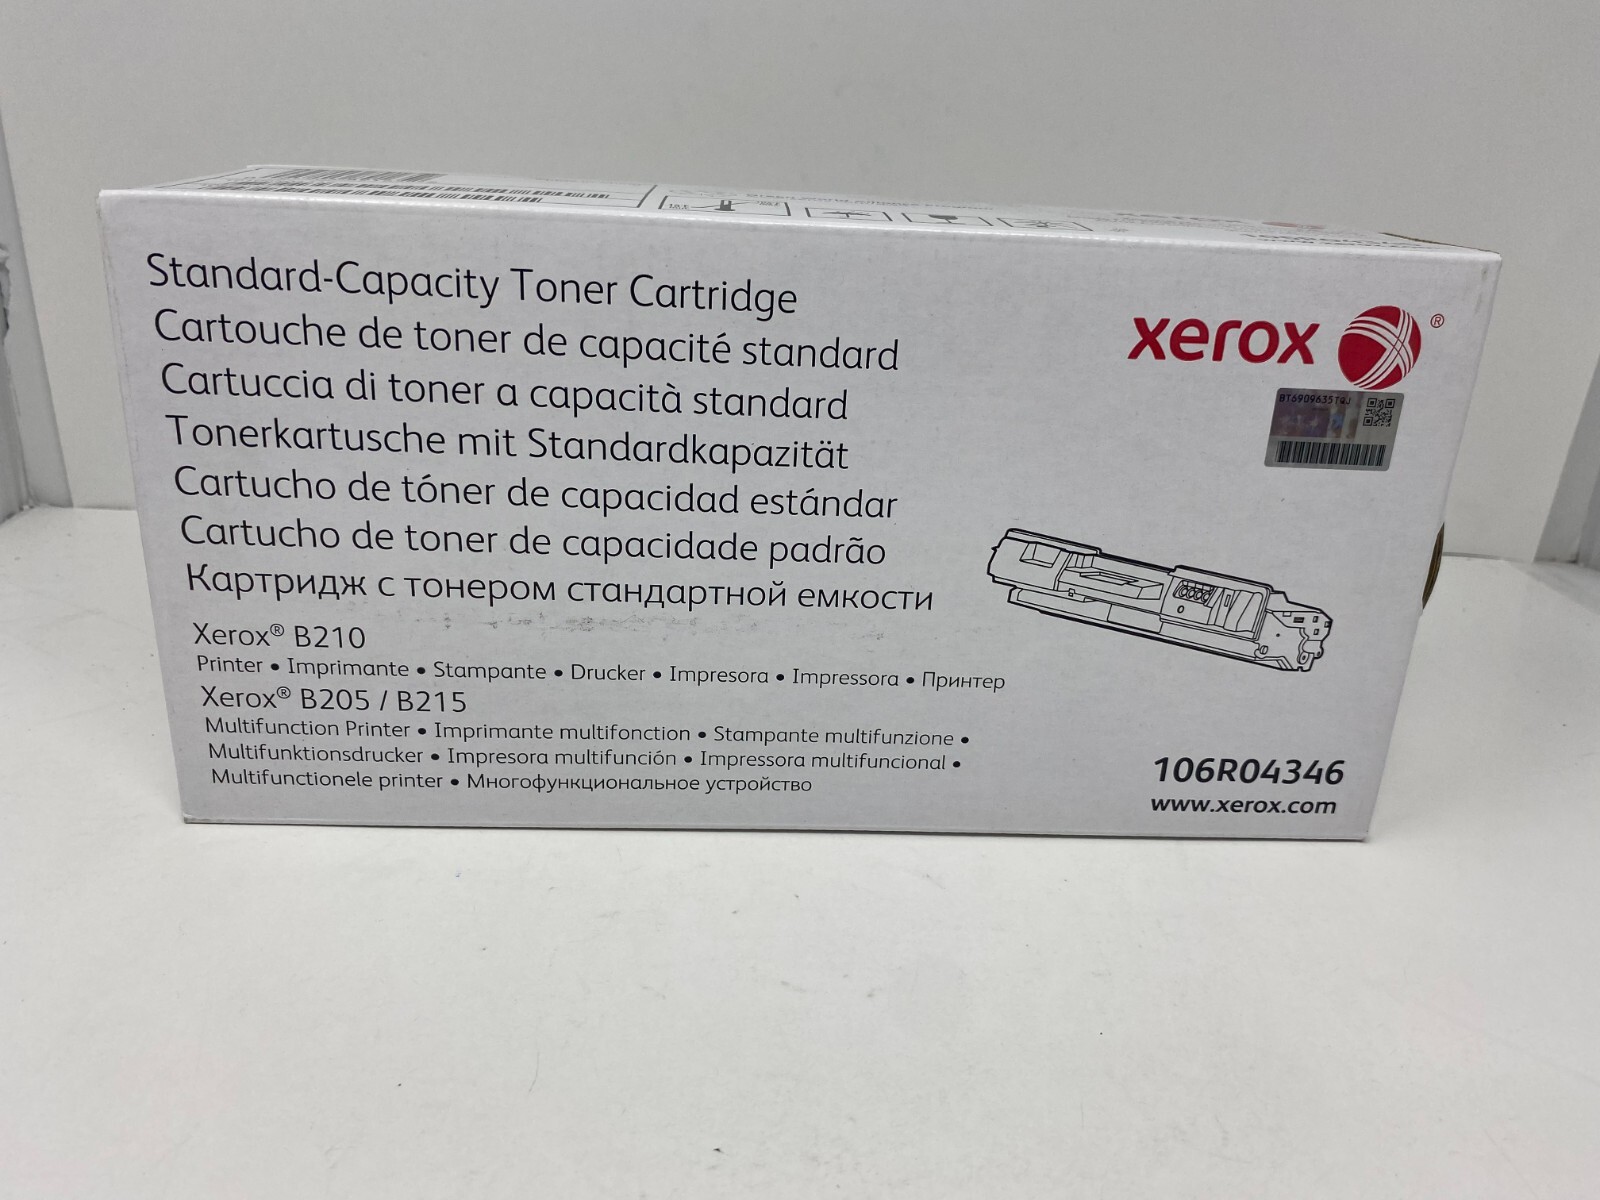 Standard-Capacity Toner Cartridge
Cartouche de toner de capacité standard
Cartuccia di toner a capacità standard
Tonerkartusche mit Standardkapazität
Cartucho de tóner de capacidad estándar
Cartucho de toner de capacidade padrão
Картридж с тонером стандартной емкости
Xerox® B210
Printer • Imprimante • Stampante • Drucker • Impresora • Impressora • Принтер
Xerox® B205 / B215
Multifunction Printer • Imprimante multifonction • Stampante multifunzione •
Multifunktionsdrucker • Impresora multifunción • Impressora multifuncional •
Multifunctionele printer • Многофункциональное устройство
xerox ®
BT6909635TQJ
106R04346
www.xerox.com